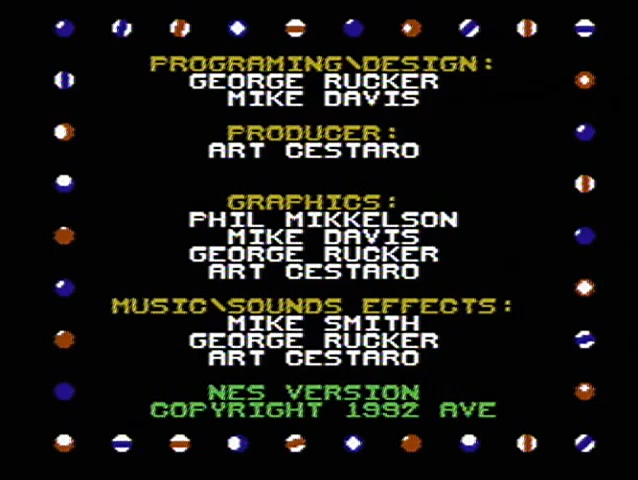 PROGRAMING\DESIGN:
GEORGE RUCKER
MIKE DAVIS
PRODUCER:
ART CESTARO
GRAPHICS:
PHIL MIKKELSON
MIKE DAVIS
GEORGE RUCKER
ART CESTARO
MUSIC\SOUNDS EFFECTS:
MIKE SMITH
GEORGE RUCKER
ART CESTARO
NES VERSION
COPYRIGHT 1992 AVE